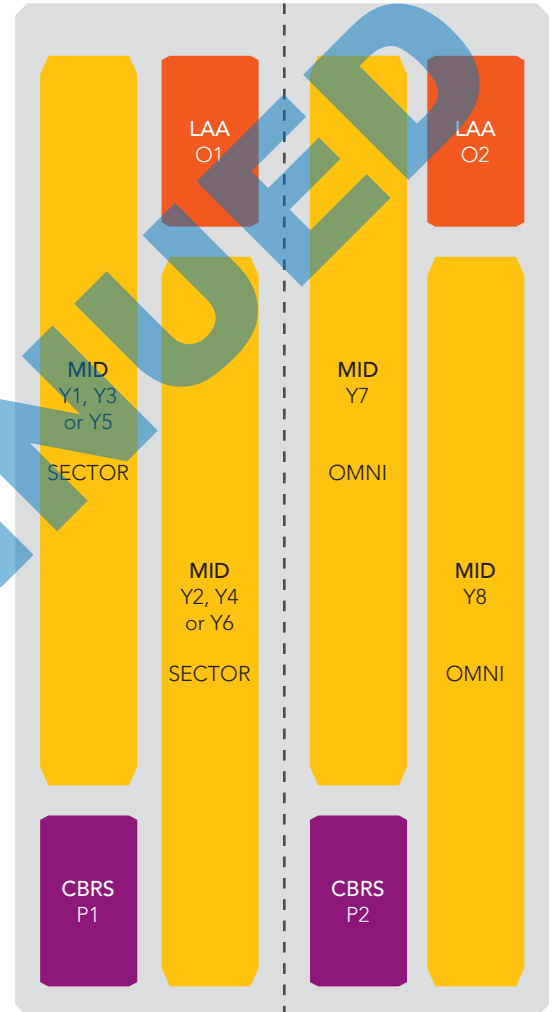 LAA
O1
LAA
O2
MID
Y1, Y3
or Y5
SECTOR
MID
Y7
OMNI
MID
Y2, Y4
or Y6
SECTOR
MID
Y8
OMNI
CBRS
P1
CBRS
P2
NUED